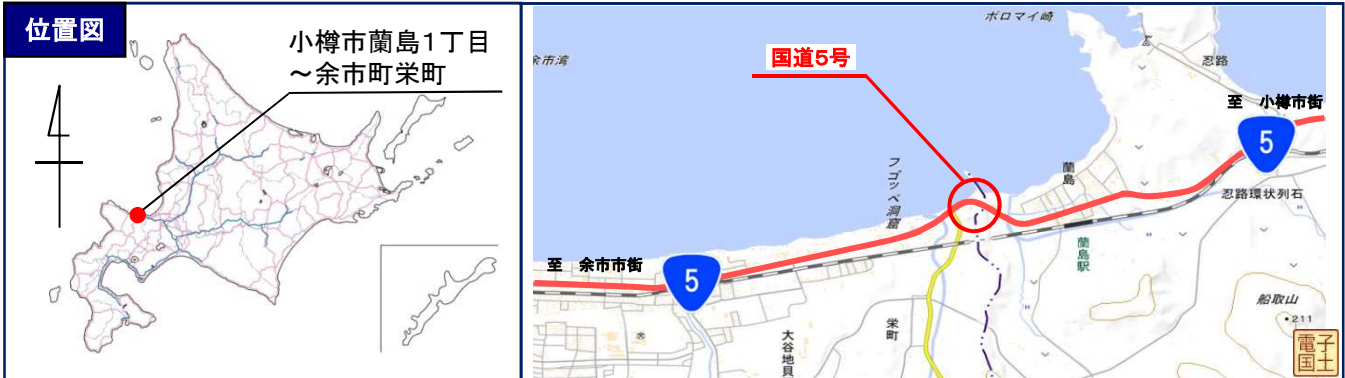 位置図
小樽市蘭島1丁目
~余市町栄町
ポロマイ崎
余市湾
国道5号
忍路
至 小樽市街
5
蘭島
フゴッペ洞窟
忍路環状列石
至 余市市街
5
蘭島駅
船取山
・211
栄町
大谷地貝
電子
国土